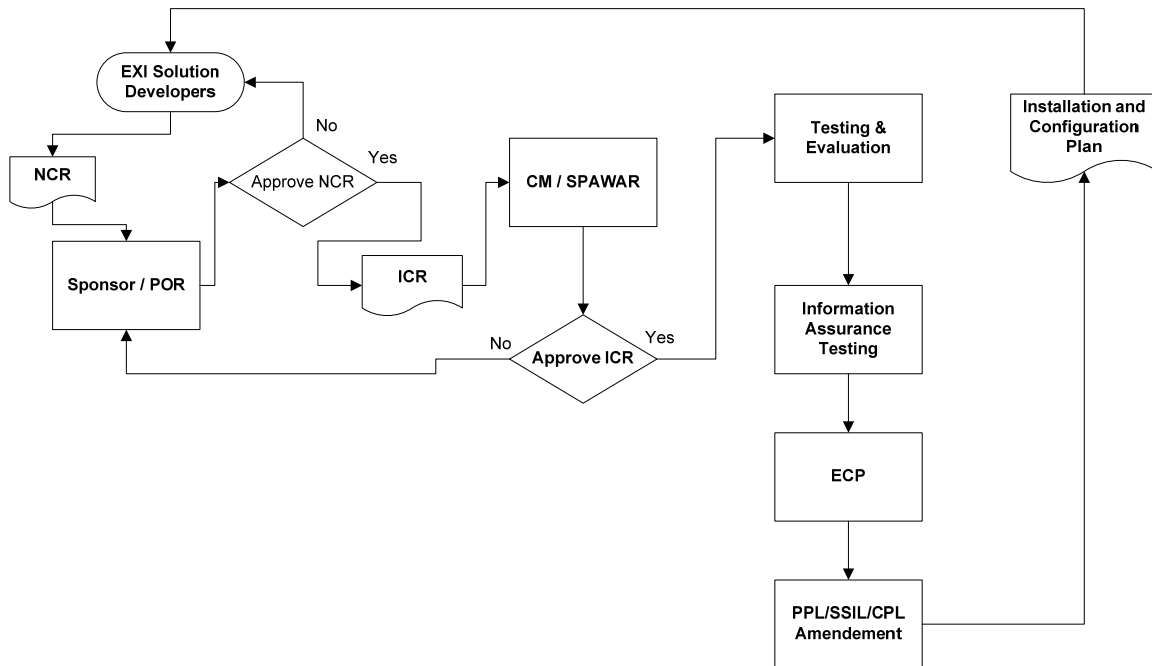 EXI Solution
Developers
NCR
Sponsor / POR
No
Approve NCR
Yes
ICR
CM / SPAWAR
No
Approve ICR
Yes
Testing &
Evaluation
Information
Assurance
Testing
ECP
PPL/SSIL/CPL
Amendement
Installation and
Configuration
Plan